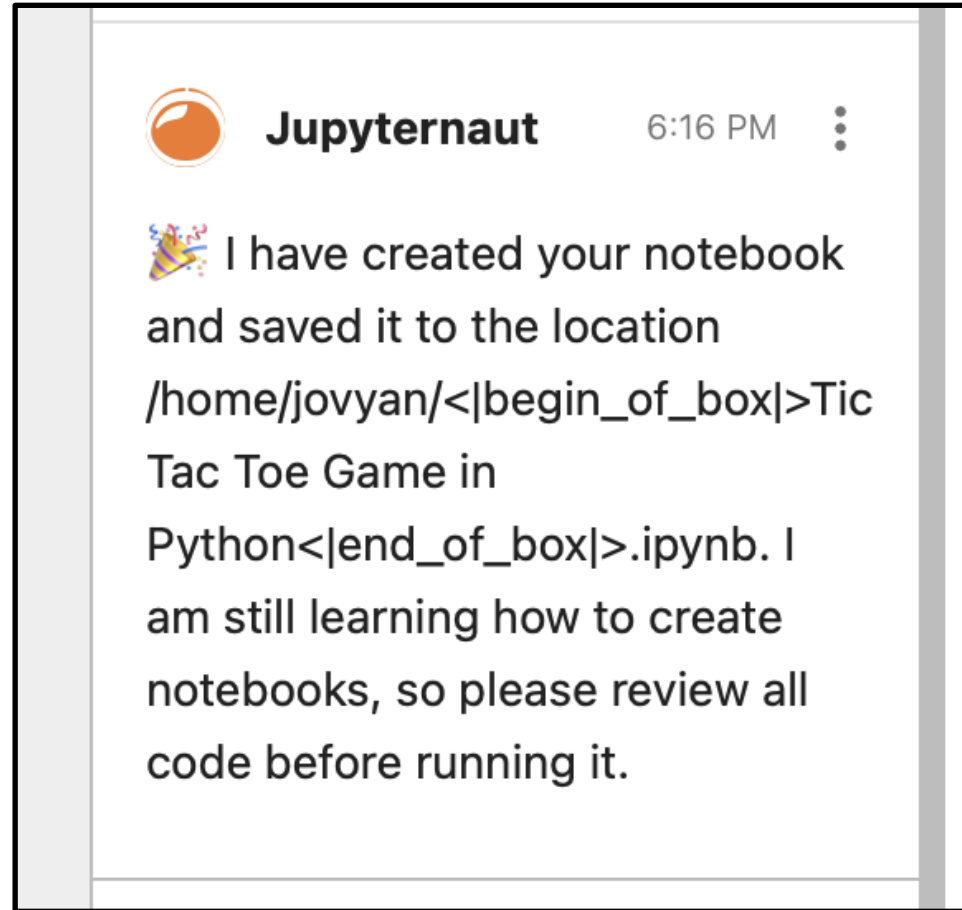 Jupyternaut 6:16 PM
🎉 I have created your notebook
and saved it to the location
/home/jovyan/<|begin_of_box|>Tic
Tac Toe Game in
Python<|end_of_box|>.ipynb. I
am still learning how to create
notebooks, so please review all
code before running it.